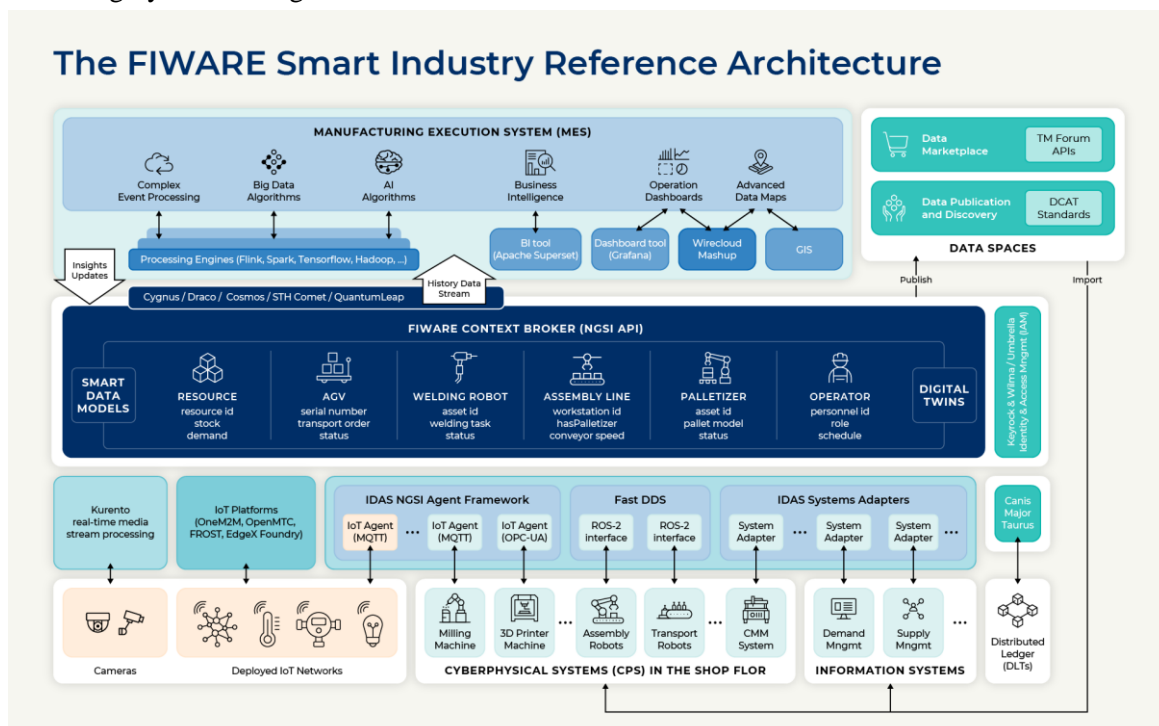 The FIWARE Smart Industry Reference Architecture
MANUFACTURING EXECUTION SYSTEM (MES)
Complex
Event Processing
Big Data
Algorithms
AI
Algorithms
Business
Intelligence
Operation
Dashboards
Advanced
Data Maps
Processing Engines (Flink, Spark, Tensorflow, Hadoop, ...)
BI tool
(Apache Superset)
Dashboard tool
(Grafana)
Wirecloud
Mashup
GIS
Data
Marketplace
TM Forum
APIs
Data Publication
and Discovery
DCAT
Standards
DATA SPACES
Insights
Updates
History Data
Stream
Publish
Import
Cygnus / Draco / Cosmos / STH Comet / QuantumLeap
FIWARE CONTEXT BROKER (NGSI API)
SMART
DATA
MODELS
RESOURCE
resource id
stock
demand
AGV
serial number
transport order
status
WELDING ROBOT
asset id
welding task
status
ASSEMBLY LINE
workstation id
hasPalletizer
conveyor speed
PALLETIZER
asset id
pallet model
status
OPERATOR
personnel id
role
schedule
DIGITAL
TWINS
Keyrock & Wilma / Umbrella
Identity & Access Mngmt (IAM)
Kurento
real-time media
stream processing
IoT Platforms
(OneM2M, OpenMTC,
FROST, EdgeX Foundry)
IDAS NGSI Agent Framework
IoT Agent
(MQTT)
...
IoT Agent
(MQTT)
IoT Agent
(OPC-UA)
Fast DDS
ROS-2
interface
ROS-2
interface
IDAS Systems Adapters
System
Adapter
...
System
Adapter
System
Adapter
...
Canis
Major
Taurus
Cameras
Deployed IoT Networks
Milling
Machine
3D Printer
Machine
...
Assembly
Robots
Transport
Robots
...
CMM
System
CYBERPHYSICAL SYSTEMS (CPS) IN THE SHOP FLOR
Demand
Mngmt
Supply
Mngmt
...
INFORMATION SYSTEMS
Distributed
Ledger
(DLTs)